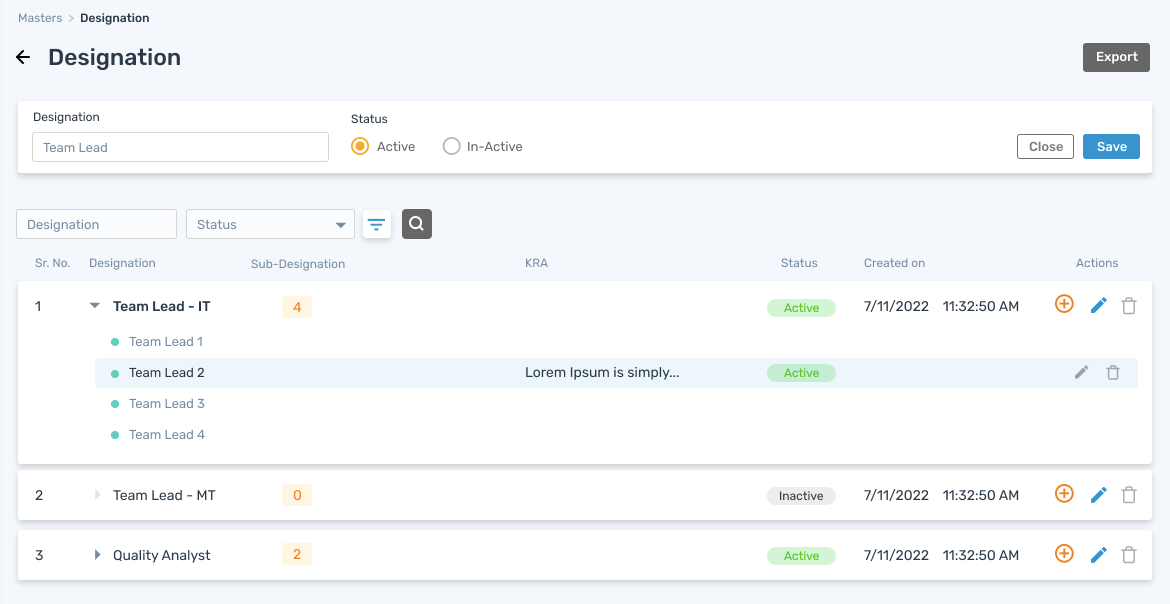 Masters > Designation
Designation
Export
Designation
Status
Team Lead
Active
In-Active
Close
Save
Designation
Status
Sr. No. Designation Sub-Designation KRA Status Created on Actions
1 Team Lead - IT 4 Active 7/11/2022 11:32:50 AM
Team Lead 1
Team Lead 2 Lorem Ipsum is simply... Active
Team Lead 3
Team Lead 4
2 Team Lead - MT 0 Inactive 7/11/2022 11:32:50 AM
3 Quality Analyst 2 Active 7/11/2022 11:32:50 AM